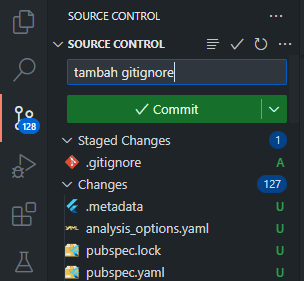 SOURCE CONTROL
SOURCE CONTROL
tambah gitignore
Commit
Staged Changes 1
.gitignore A
Changes 127
.metadata U
analysis_options.yaml U
pubspec.lock U
pubspec.yaml U
128